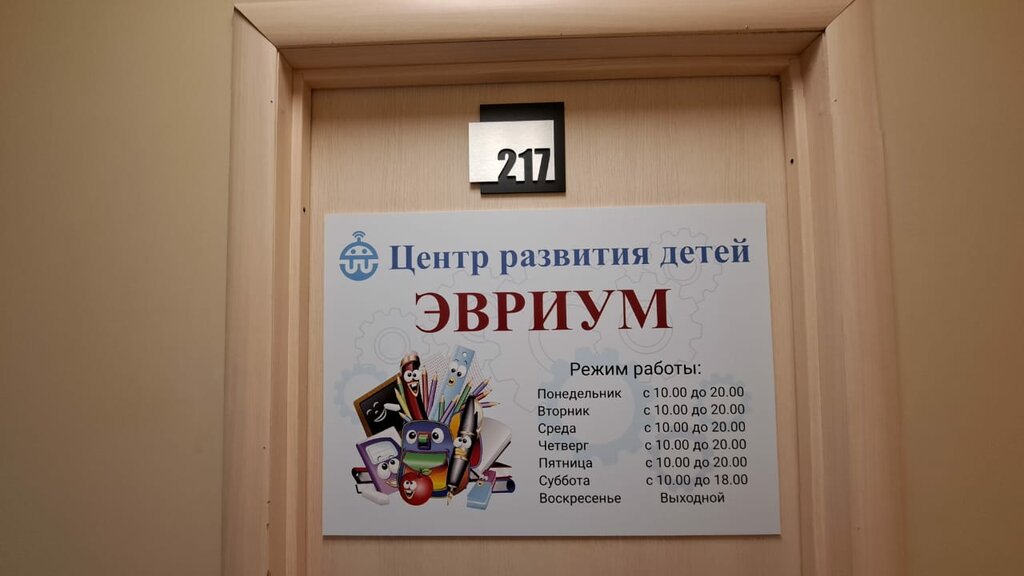 217
Центр развития детей
ЭВРИУМ
Режим работы:
Понедельник с 10.00 до 20.00
Вторник с 10.00 до 20.00
Среда с 10.00 до 20.00
Четверг с 10.00 до 20.00
Пятница с 10.00 до 20.00
Суббота с 10.00 до 18.00
Воскресенье Выходной